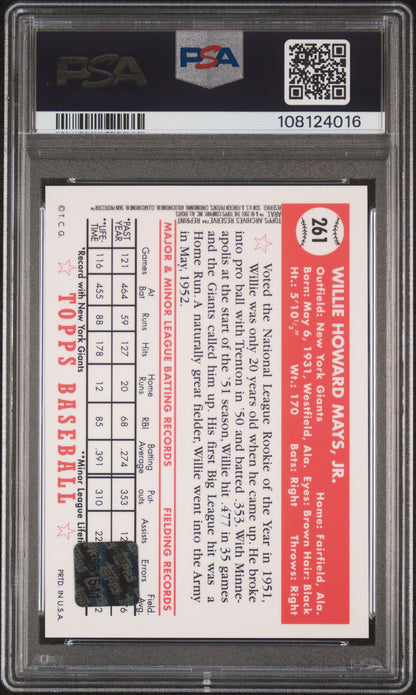 PSA
PSA
108124016
261
WILLIE HOWARD MAYS, JR.
Outfield: New York Giants Home: Fairfield, Ala.
Born: May 6, 1931, Westfield, Ala. Eyes: Brown Hair: Black
Ht.: 5'10½" Wt.: 170 Bats: Right Throws: Right
Voted the National League Rookie of the Year in 1951,
Willie was only 20 years old when he came up. He broke
into pro ball with Trenton in '50 and batted .353. With Minne-
apolis at the start of the '51 season, Willie hit .477 in 35 games
and the Giants called him up. His first Big League hit was a
Home Run. A naturally great fielder, Willie went into the Army
in May, 1952.
MAJOR & MINOR LEAGUE BATTING RECORDS FIELDING RECORDS
Games At Bat Runs Hits Home Runs RBI Batting Average Put-outs Assists Errors Field. Avg.
*PAST YEAR 121 464 59 127 20 68 .274 353
**LIFE-TIME 116 455 88 178 12 85 .391 310
*Record with New York Giants **Minor League Lifeti
TOPPS BASEBALL
© T. C. G.
PRTD. IN U.S.A.